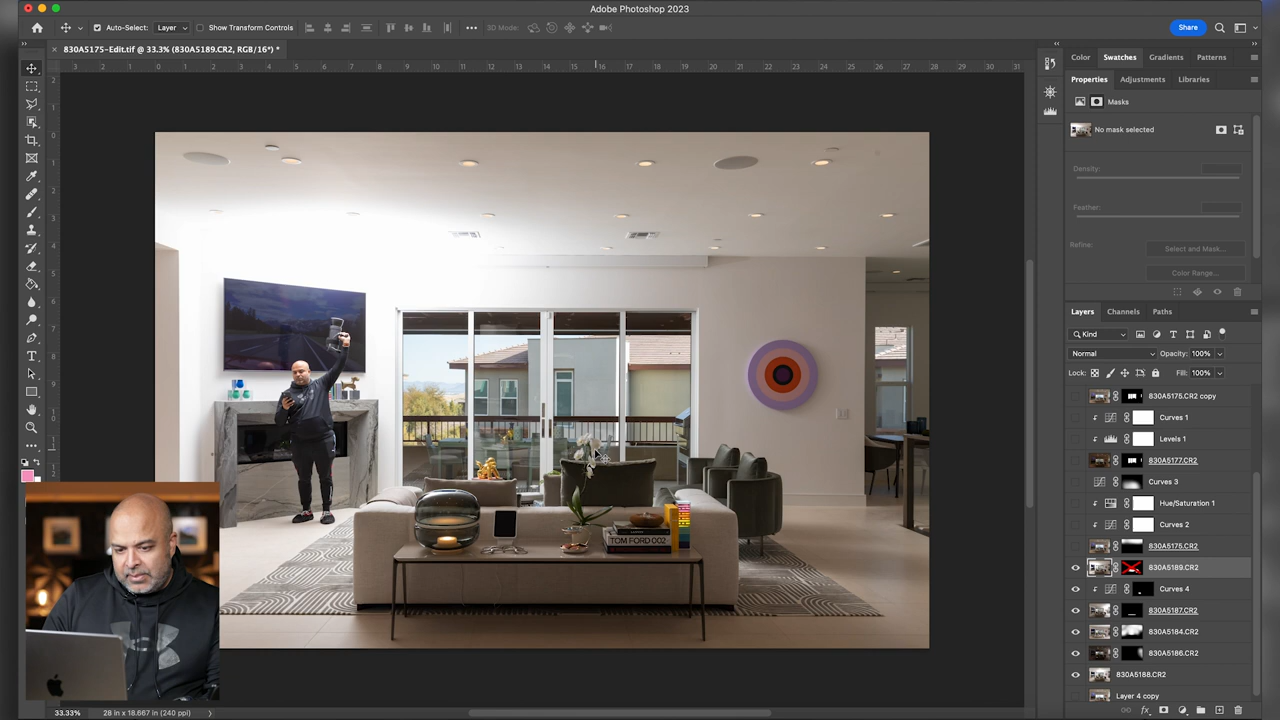 Adobe Photoshop 2023
Auto-Select: Layer Show Transform Controls 3D Mode: Share
830A5175-Edit.tif @ 33.3% (830A5189.CR2, RGB/16*) *
Color Swatches Gradients Patterns
Properties Adjustments Libraries
Masks
No mask selected
Density:
Feather:
Refine:
Select and Mask...
Color Range...
Layers Channels Paths
Kind
Normal Opacity: 100%
Lock: Fill: 100%
830A5175.CR2 copy
Curves 1
Levels 1
830A5177.CR2
Curves 3
Hue/Saturation 1
Curves 2
830A5175.CR2
830A5189.CR2
Curves 4
830A5187.CR2
830A5184.CR2
830A5186.CR2
830A5188.CR2
Layer 4 copy
TOM FORD 002
33.33% 28 in x 18.667 in (240 ppi)